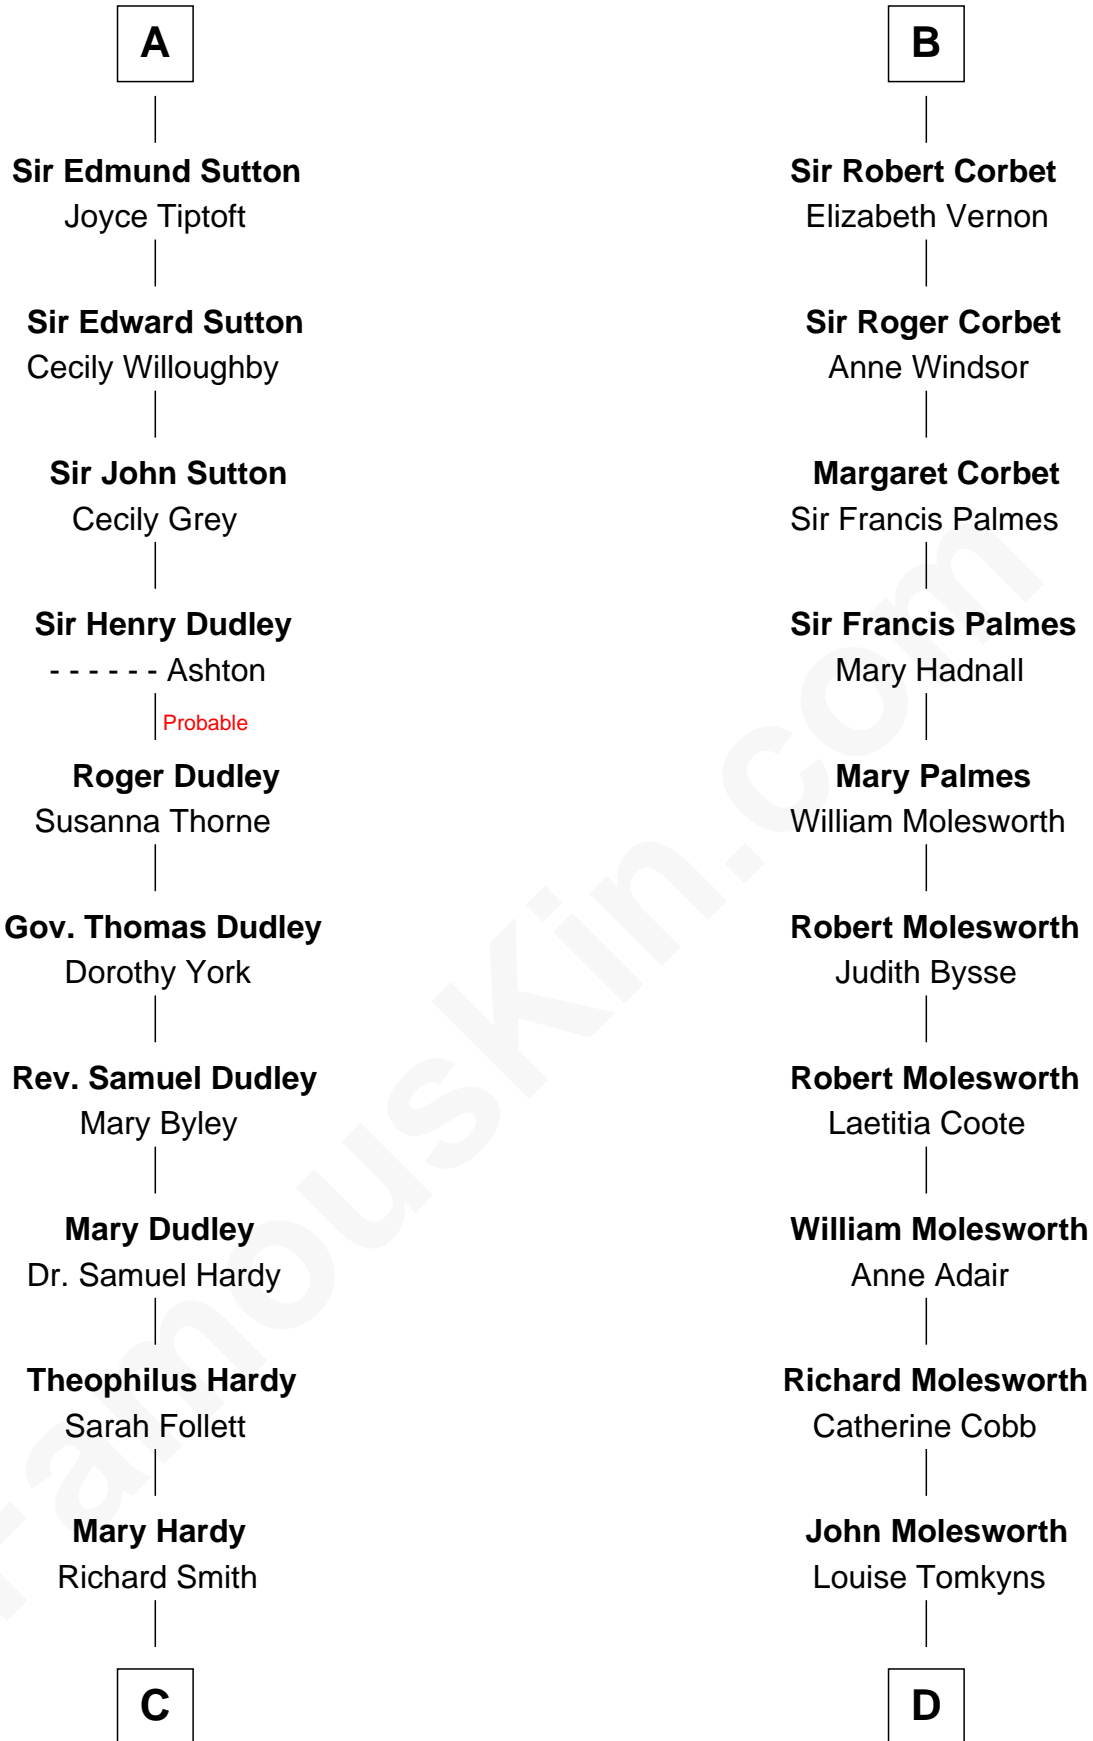 A
Sir Edmund Sutton
Joyce Tiptoft
Sir Edward Sutton
Cecily Willoughby
Sir John Sutton
Cecily Grey
Sir Henry Dudley
- - - - - - Ashton
Probable
Roger Dudley
Susanna Thorne
Gov. Thomas Dudley
Dorothy York
Rev. Samuel Dudley
Mary Byley
Mary Dudley
Dr. Samuel Hardy
Theophilus Hardy
Sarah Follett
Mary Hardy
Richard Smith
C
B
Sir Robert Corbet
Elizabeth Vernon
Sir Roger Corbet
Anne Windsor
Margaret Corbet
Sir Francis Palmes
Sir Francis Palmes
Mary Hadnall
Mary Palmes
William Molesworth
Robert Molesworth
Judith Bysse
Robert Molesworth
Laetitia Coote
William Molesworth
Anne Adair
Richard Molesworth
Catherine Cobb
John Molesworth
Louise Tomkyns
D
FamousKin.com